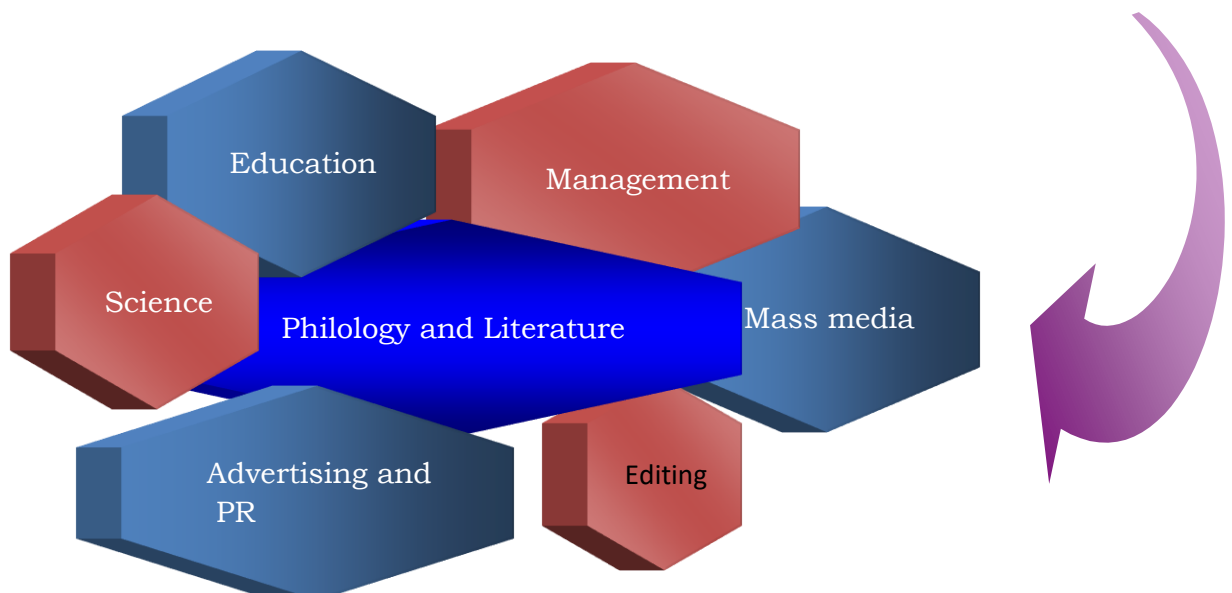 Education
Management
Science
Philology and Literature
Mass media
Advertising and
PR
Editing